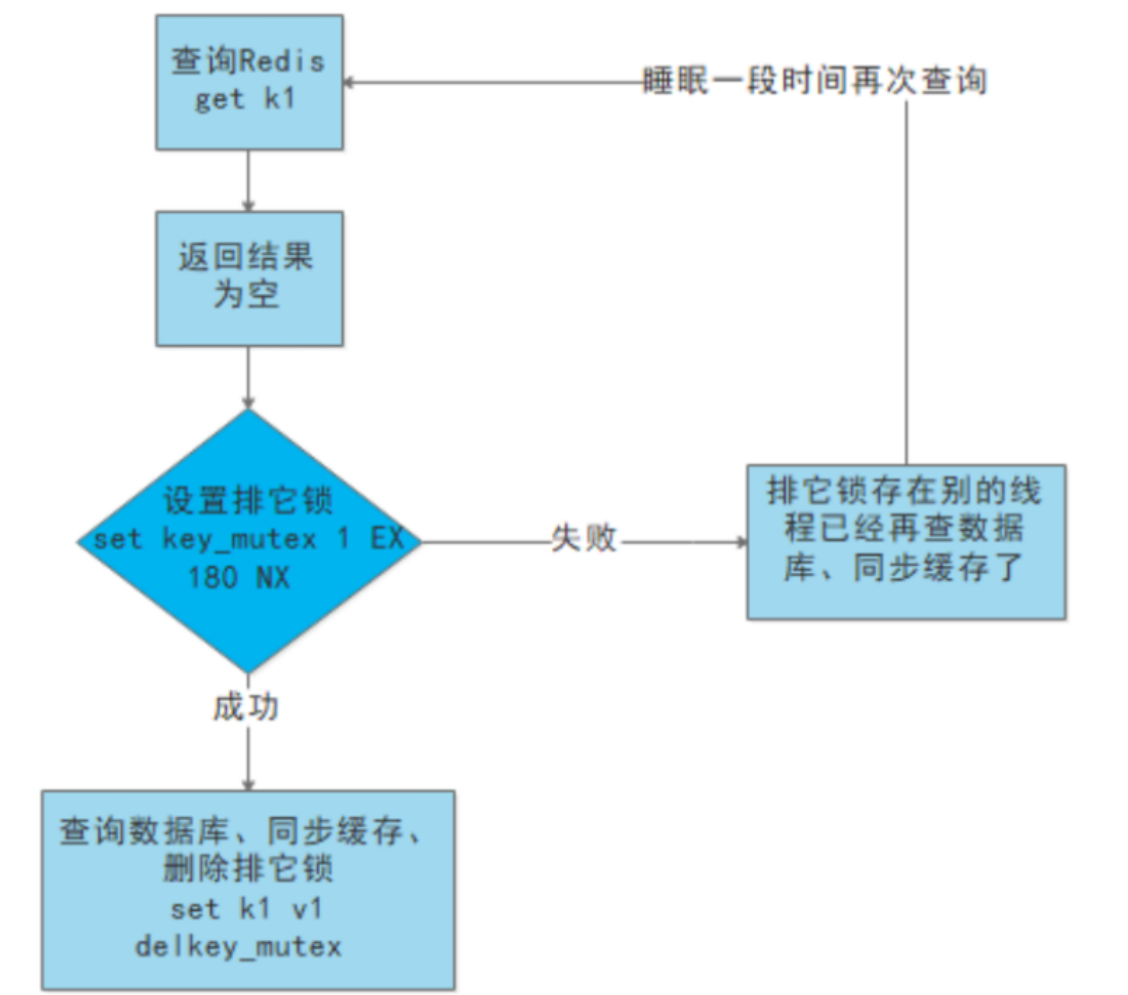 查询Redis
get k1
睡眠一段时间再次查询
返回结果
为空
设置排它锁
set key_mutex 1 EX
180 NX
失败
排它锁存在别的线
程已经再查数据
库、同步缓存了
成功
查询数据库、同步缓存、
删除排它锁
set k1 v1
delkey_mutex